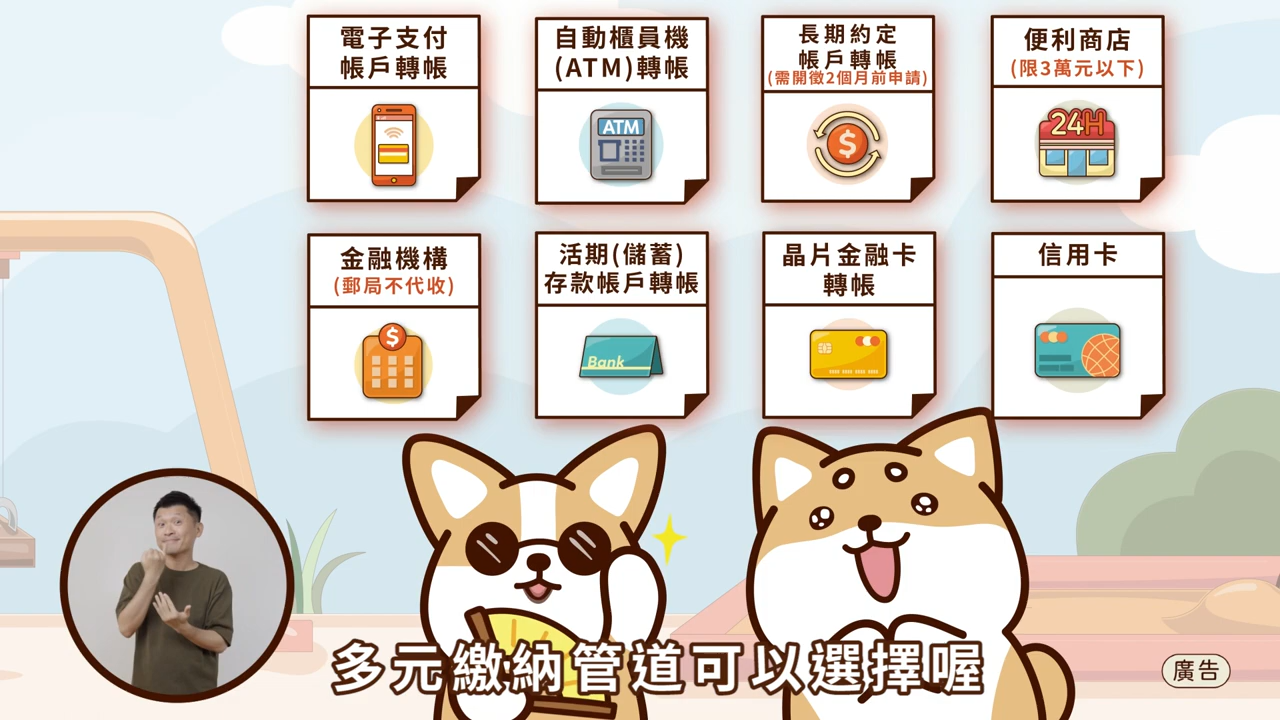 電子支付
帳戶轉帳
自動櫃員機
(ATM)轉帳
ATM
長期約定
帳戶轉帳
(需開徵2個月前申請)
$
便利商店
(限3萬元以下)
24H
金融機構
(郵局不代收)
$
活期(儲蓄)
存款帳戶轉帳
Bank
晶片金融卡
轉帳
信用卡
多元繳納管道可以選擇喔
廣告